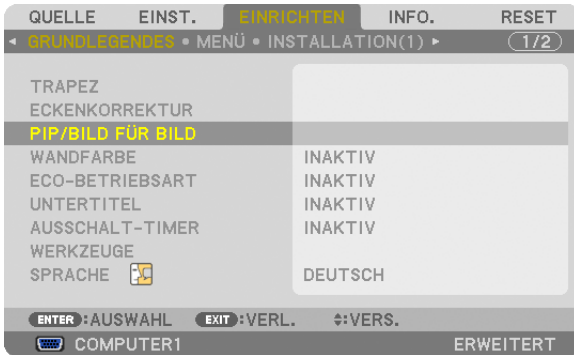 QUELLE EINST. EINRICHTEN INFO. RESET
GRUNDLEGENDES • MENÜ • INSTALLATION(1) 1/2
TRAPEZ
ECKENKORREKTUR
PIP/BILD FÜR BILD
WANDFARBE INAKTIV
ECO-BETRIEBSART INAKTIV
UNTERTITEL INAKTIV
AUSSCHALT-TIMER INAKTIV
WERKZEUGE
SPRACHE DEUTSCH
ENTER :AUSWAHL EXIT :VERL. :VERS.
COMPUTER1 ERWEITERT